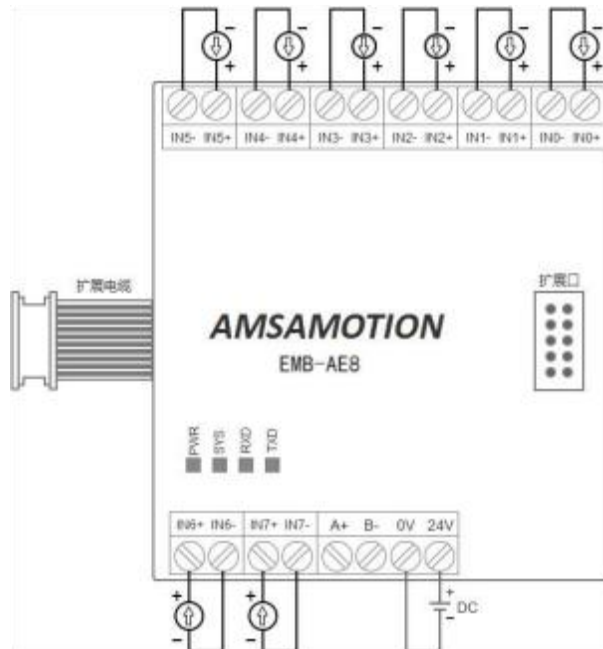 - - - - - -
+ + + + + +
IN5- IN5+ IN4- IN4+ IN3- IN3+ IN2- IN2+ IN1- IN1+ IN0- IN0+
扩展电缆
扩展口
AMSAMOTION
EMB-AE8
PWR SYS RXD TXD
IN6+ IN6- IN7+ IN7- A+ B- 0V 24V
+ + +
DC
- - -